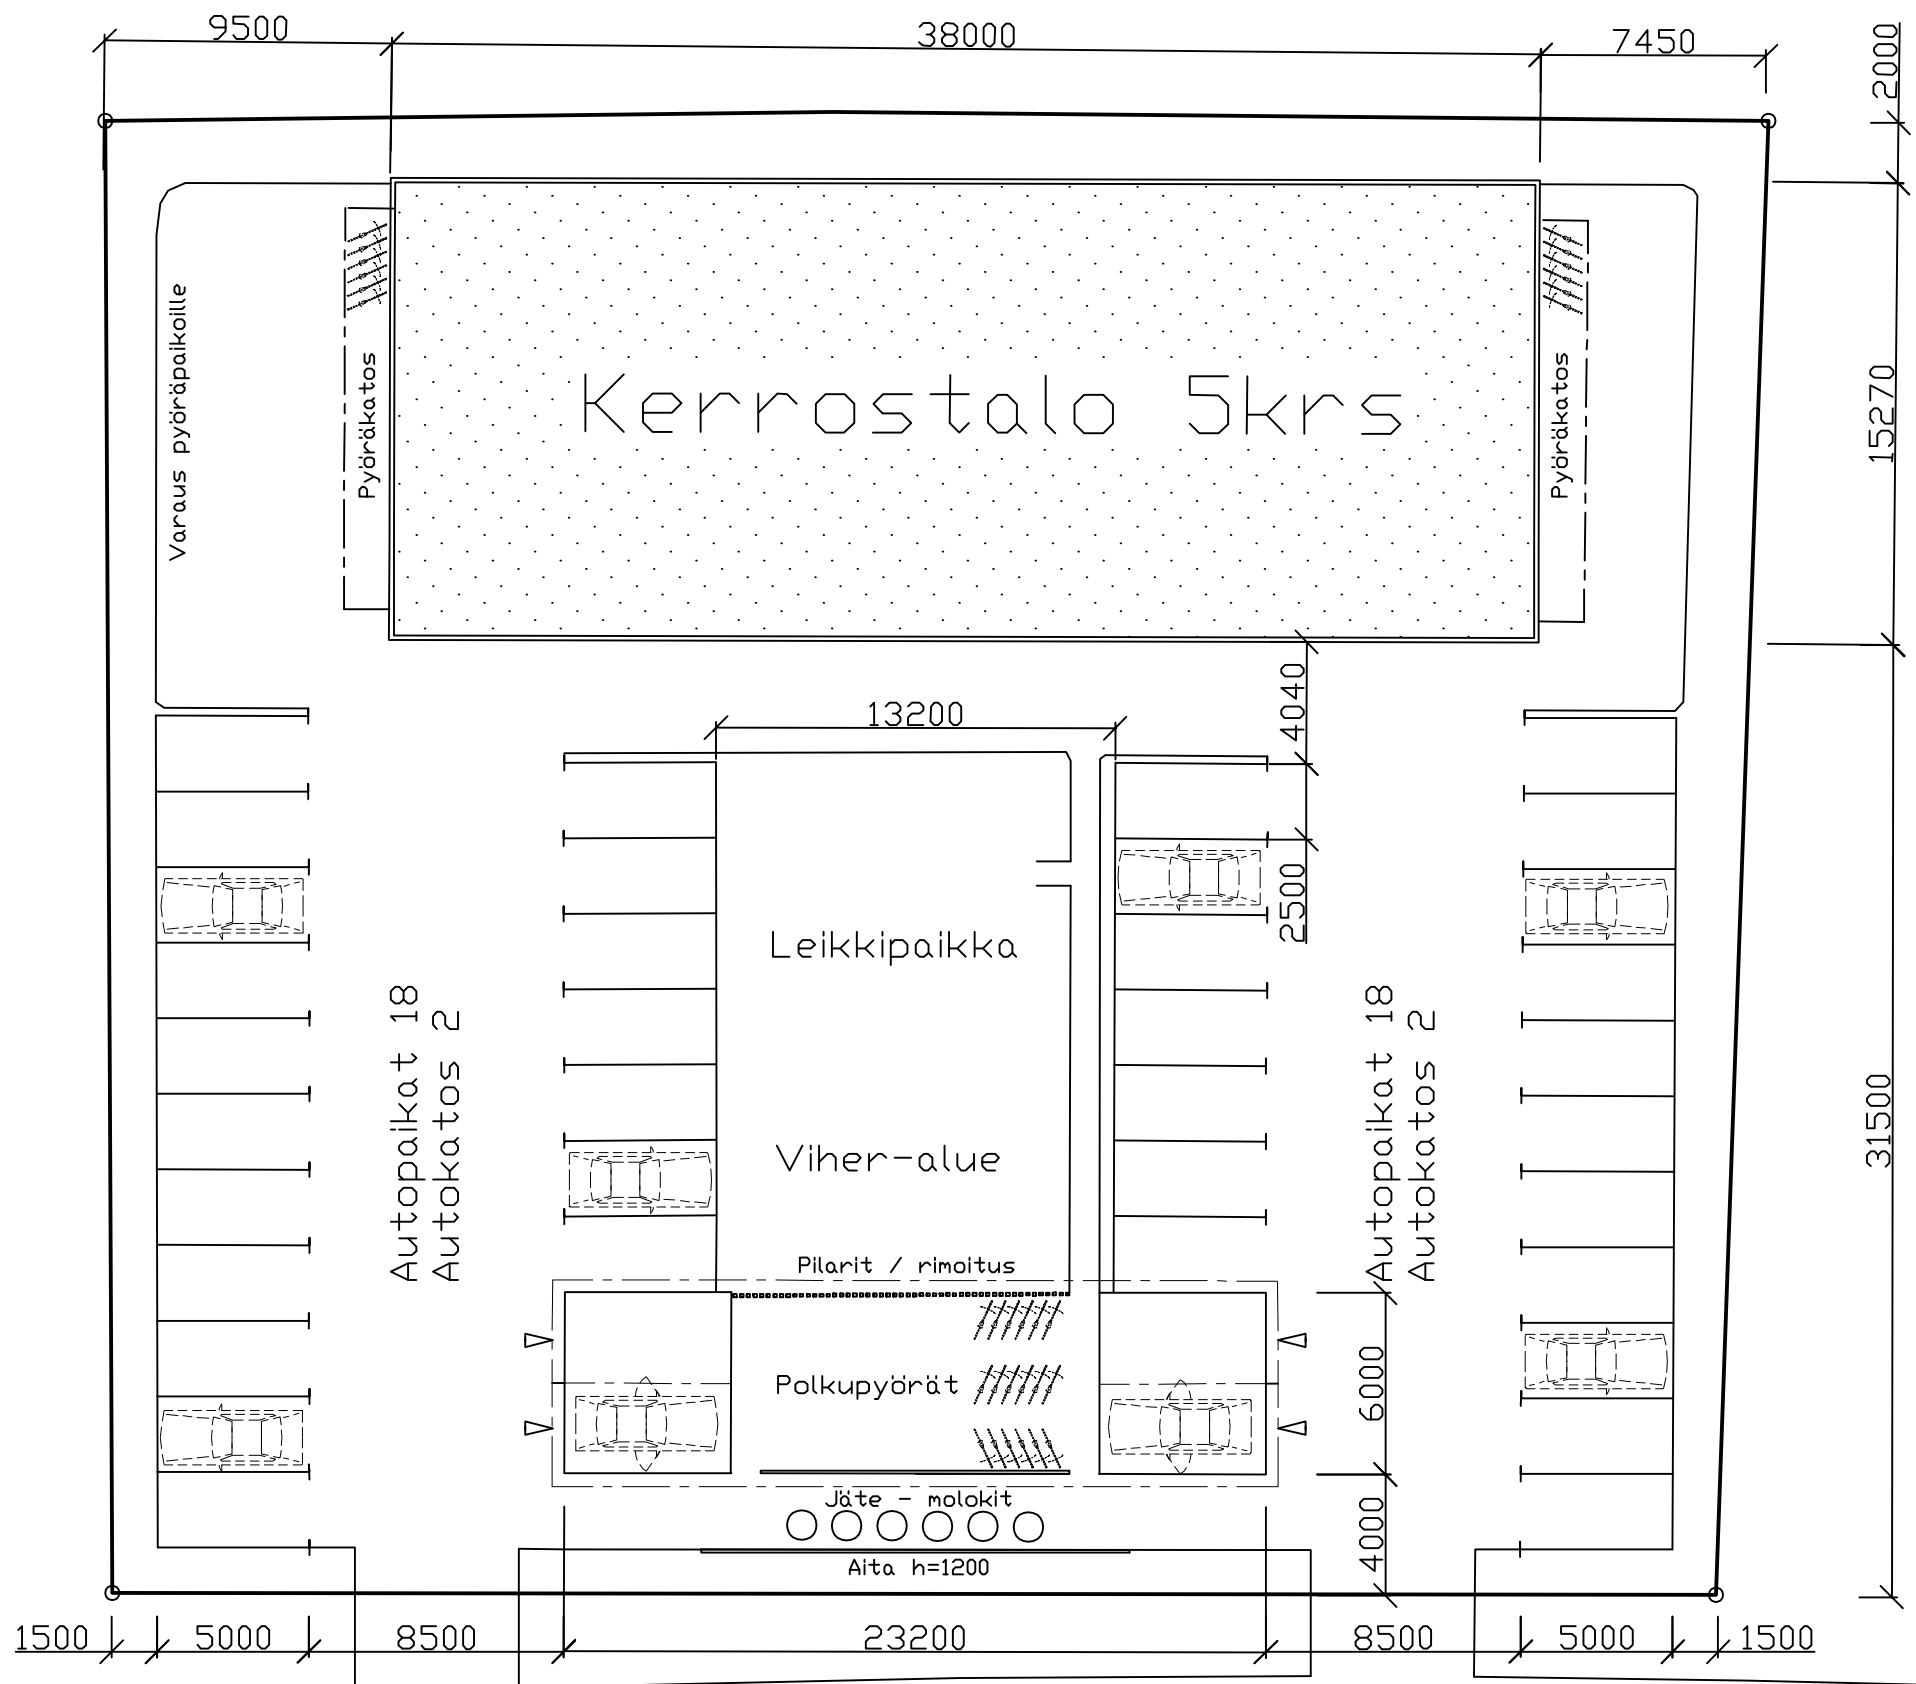 9500
38000
7450
2000
15270
Varaus pyöräpaikoille
Pyöräkatos
Kerrostalo 5krs
Pyöräkatos
4040
13200
2500
Leikkipaikka
Autopaikat 18
Autokatos 2
Autopaikat 18
Autokatos 2
31500
Viher-alue
Pilarit / rimoitus
Polkupyörät
6000
Jäte - molokit
4000
Aita h=1200
1500
5000
8500
23200
8500
5000
1500